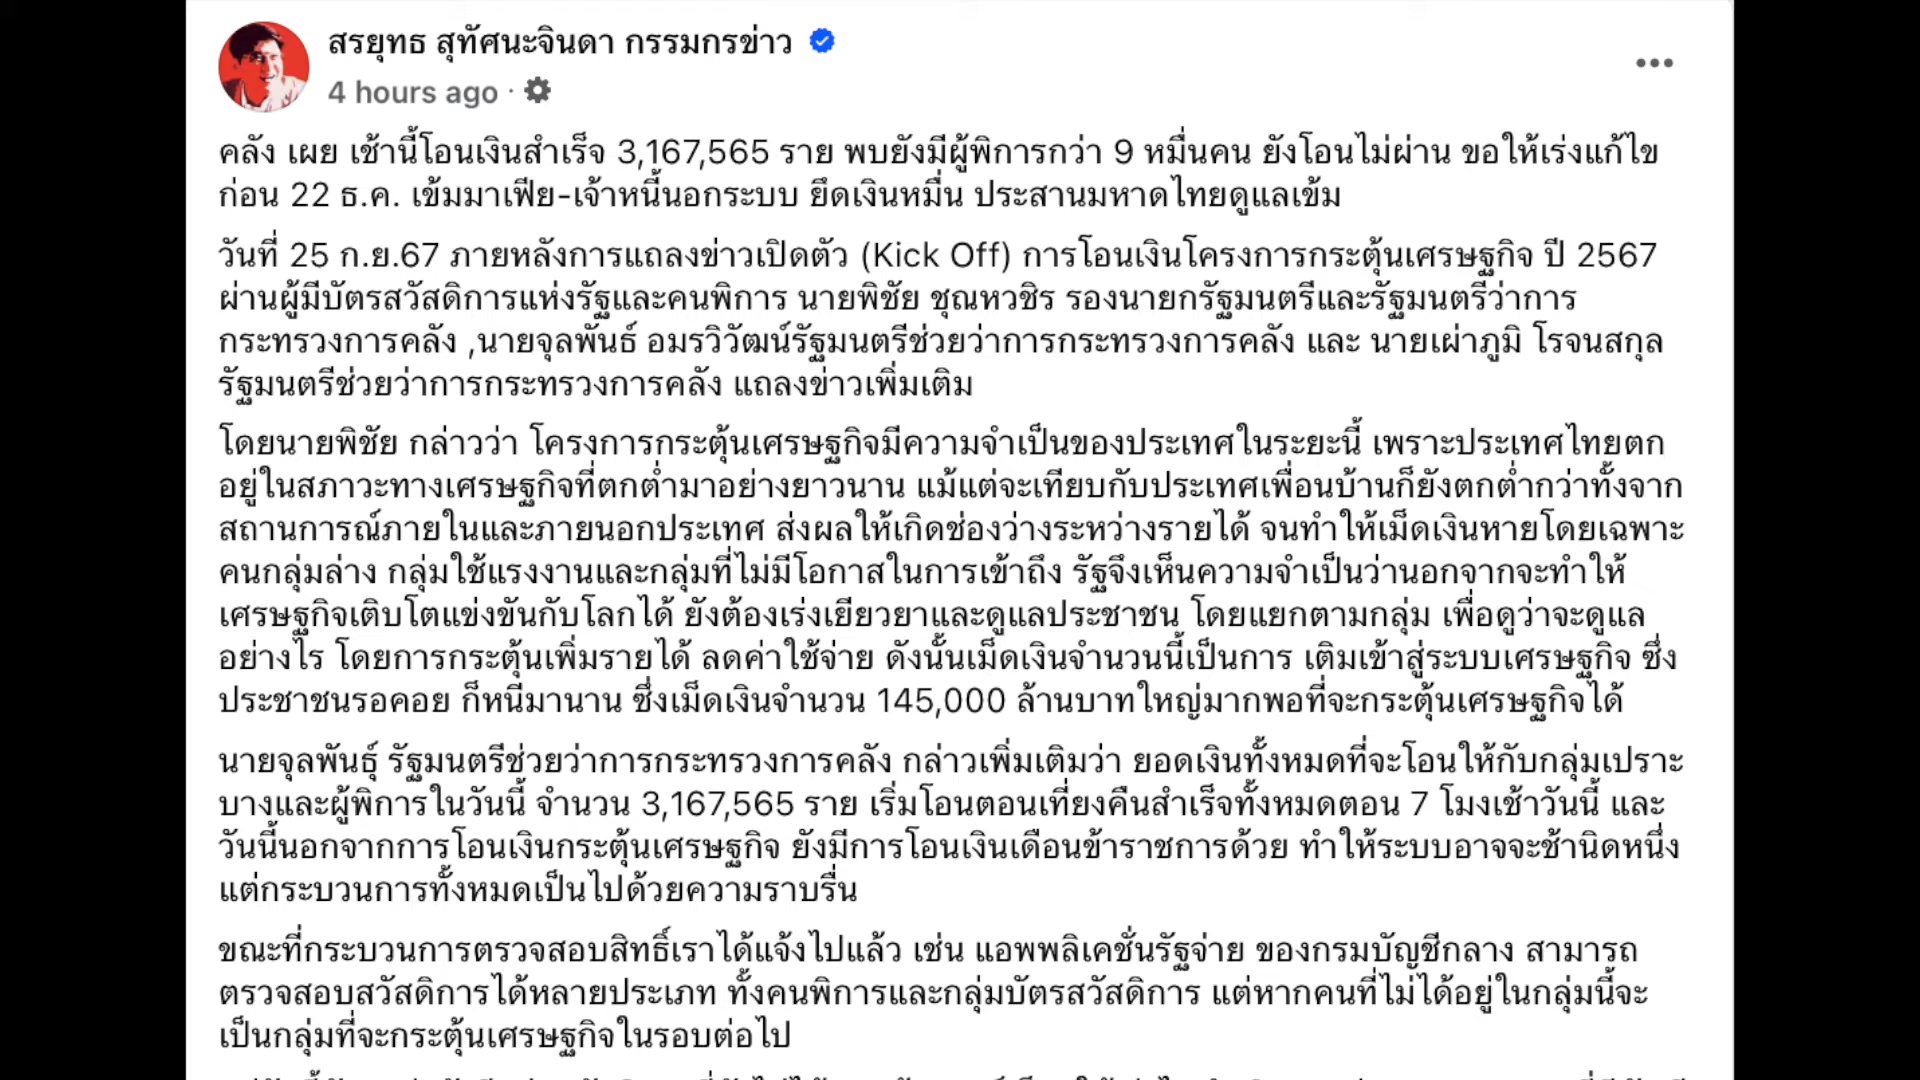 สรยุทธ สุทัศนะจินดา กรรมกรข่าว
4 hours ago ·
คลัง เผย เช้านี้โอนเงินสำเร็จ 3,167,565 ราย พบยังมีผู้พิการกว่า 9 หมื่นคน ยังโอนไม่ผ่าน ขอให้เร่งแก้ไข
ก่อน 22 ธ.ค. เข้มมาเฟีย-เจ้าหนี้นอกระบบ ยึดเงินหมื่น ประสานมหาดไทยดูแลเข้ม
วันที่ 25 ก.ย.67 ภายหลังการแถลงข่าวเปิดตัว (Kick Off) การโอนเงินโครงการกระตุ้นเศรษฐกิจ ปี 2567
ผ่านผู้มีบัตรสวัสดิการแห่งรัฐและคนพิการ นายพิชัย ชุณหวชิร รองนายกรัฐมนตรีและรัฐมนตรีว่าการ
กระทรวงการคลัง ,นายจุลพันธ์ อมรวิวัฒน์รัฐมนตรีช่วยว่าการกระทรวงการคลัง และ นายเผ่าภูมิ โรจนสกุล
รัฐมนตรีช่วยว่าการกระทรวงการคลัง แถลงข่าวเพิ่มเติม
โดยนายพิชัย กล่าวว่า โครงการกระตุ้นเศรษฐกิจมีความจำเป็นของประเทศในระยะนี้ เพราะประเทศไทยตก
อยู่ในสภาวะทางเศรษฐกิจที่ตกต่ำมาอย่างยาวนาน แม้แต่จะเทียบกับประเทศเพื่อนบ้านก็ยังตกต่ำกว่าทั้งจาก
สถานการณ์ภายในและภายนอกประเทศ ส่งผลให้เกิดช่องว่างระหว่างรายได้ จนทำให้เม็ดเงินหายโดยเฉพาะ
คนกลุ่มล่าง กลุ่มใช้แรงงานและกลุ่มที่ไม่มีโอกาสในการเข้าถึง รัฐจึงเห็นความจำเป็นว่านอกจากจะทำให้
เศรษฐกิจเติบโตแข่งขันกับโลกได้ ยังต้องเร่งเยียวยาและดูแลประชาชน โดยแยกตามกลุ่ม เพื่อดูว่าจะดูแล
อย่างไร โดยการกระตุ้นเพิ่มรายได้ ลดค่าใช้จ่าย ดังนั้นเม็ดเงินจำนวนนี้เป็นการ เติมเข้าสู่ระบบเศรษฐกิจ ซึ่ง
ประชาชนรอคอย ก็หนีมานาน ซึ่งเม็ดเงินจำนวน 145,000 ล้านบาทใหญ่มากพอที่จะกระตุ้นเศรษฐกิจได้
นายจุลพันธุ์ รัฐมนตรีช่วยว่าการกระทรวงการคลัง กล่าวเพิ่มเติมว่า ยอดเงินทั้งหมดที่จะโอนให้กับกลุ่มเปราะ
บางและผู้พิการในวันนี้ จำนวน 3,167,565 ราย เริ่มโอนตอนเที่ยงคืนสำเร็จทั้งหมดตอน 7 โมงเช้าวันนี้ และ
วันนี้นอกจากการโอนเงินกระตุ้นเศรษฐกิจ ยังมีการโอนเงินเดือนข้าราชการด้วย ทำให้ระบบอาจจะช้านิดหนึ่ง
แต่กระบวนการทั้งหมดเป็นไปด้วยความราบรื่น
ขณะที่กระบวนการตรวจสอบสิทธิ์เราได้แจ้งไปแล้ว เช่น แอพพลิเคชั่นรัฐจ่าย ของกรมบัญชีกลาง สามารถ
ตรวจสอบสวัสดิการได้หลายประเภท ทั้งคนพิการและกลุ่มบัตรสวัสดิการ แต่หากคนที่ไม่ได้อยู่ในกลุ่มนี้จะ
เป็นกลุ่มที่จะกระตุ้นเศรษฐกิจในรอบต่อไป